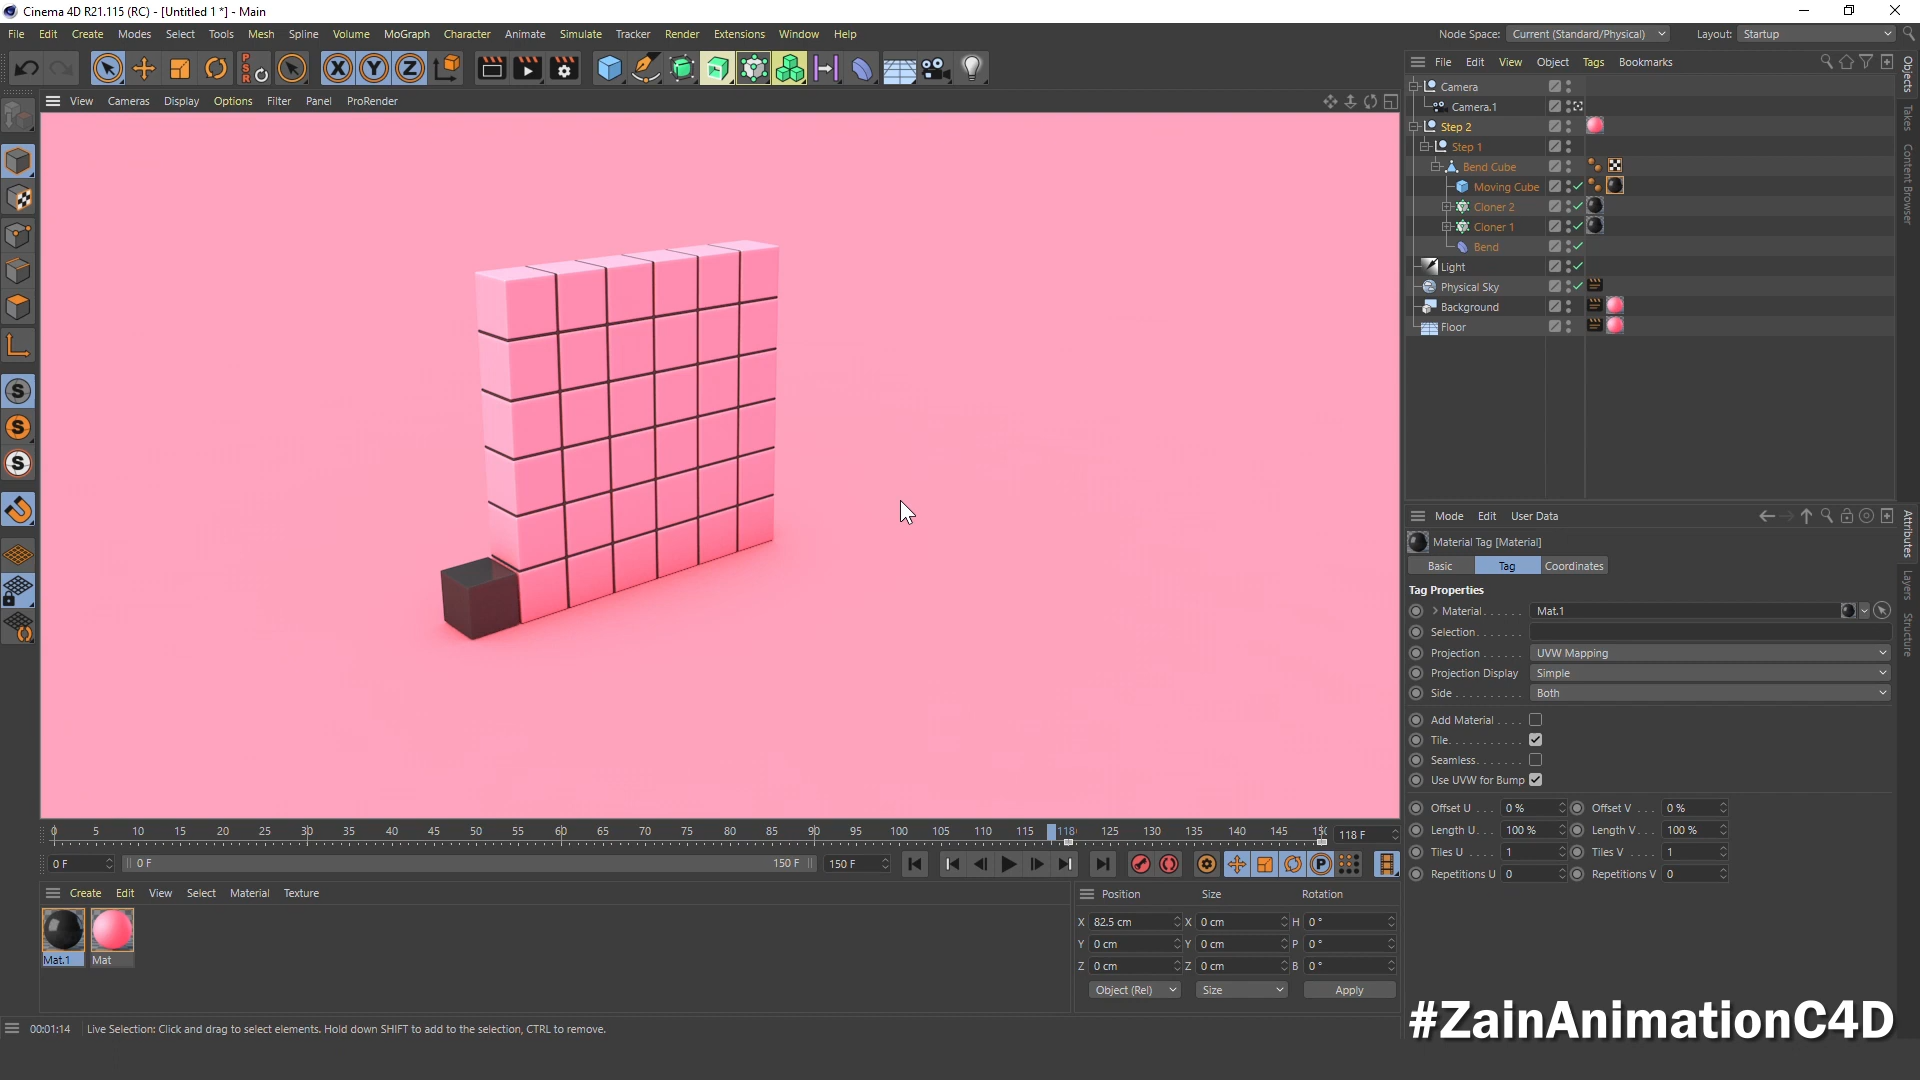 Cinema 4D R21.115 (RC) - [Untitled 1 *] - Main
File Edit Create Modes Select Tools Mesh Spline Volume MoGraph Character Animate Simulate Tracker Render Extensions Window Help
Node Space: Current (Standard/Physical) Layout: Startup
PSR X Y Z
View Cameras Display Options Filter Panel ProRender
File Edit View Object Tags Bookmarks
Camera
Camera.1
Step 2
Step 1
Bend Cube
Moving Cube
Cloner 2
Cloner 1
Bend
Light
Physical Sky
Background
Floor
Objects
Takes
Content Browser
S
S
S
Mode Edit User Data
Material Tag [Material]
Basic Tag Coordinates
Tag Properties
Material . . . . . . Mat.1
Selection. . . . . . .
Projection . . . . . . UVW Mapping
Projection Display Simple
Side . . . . . . . . . . Both
Add Material . . . .
Tile. . . . . . . . . . .
Seamless. . . . . . .
Use UVW for Bump
Offset U . . . 0 % Offset V . . . 0 %
Length U. . . 100 % Length V. . . 100 %
Tiles U . . . . 1 Tiles V . . . . 1
Repetitions U 0 Repetitions V 0
Attributes
Layers
Structure
0 5 10 15 20 25 30 35 40 45 50 55 60 65 70 75 80 85 90 95 100 105 110 115 118 125 130 135 140 145 150 118 F
0 F 0 F 150 F 150 F P
Create Edit View Select Material Texture
Mat.1 Mat
Position Size Rotation
X 82.5 cm X 0 cm H 0 °
Y 0 cm Y 0 cm P 0 °
Z 0 cm Z 0 cm B 0 °
Object (Rel) Size Apply
00:01:14 Live Selection: Click and drag to select elements. Hold down SHIFT to add to the selection, CTRL to remove.
#ZainAnimationC4D